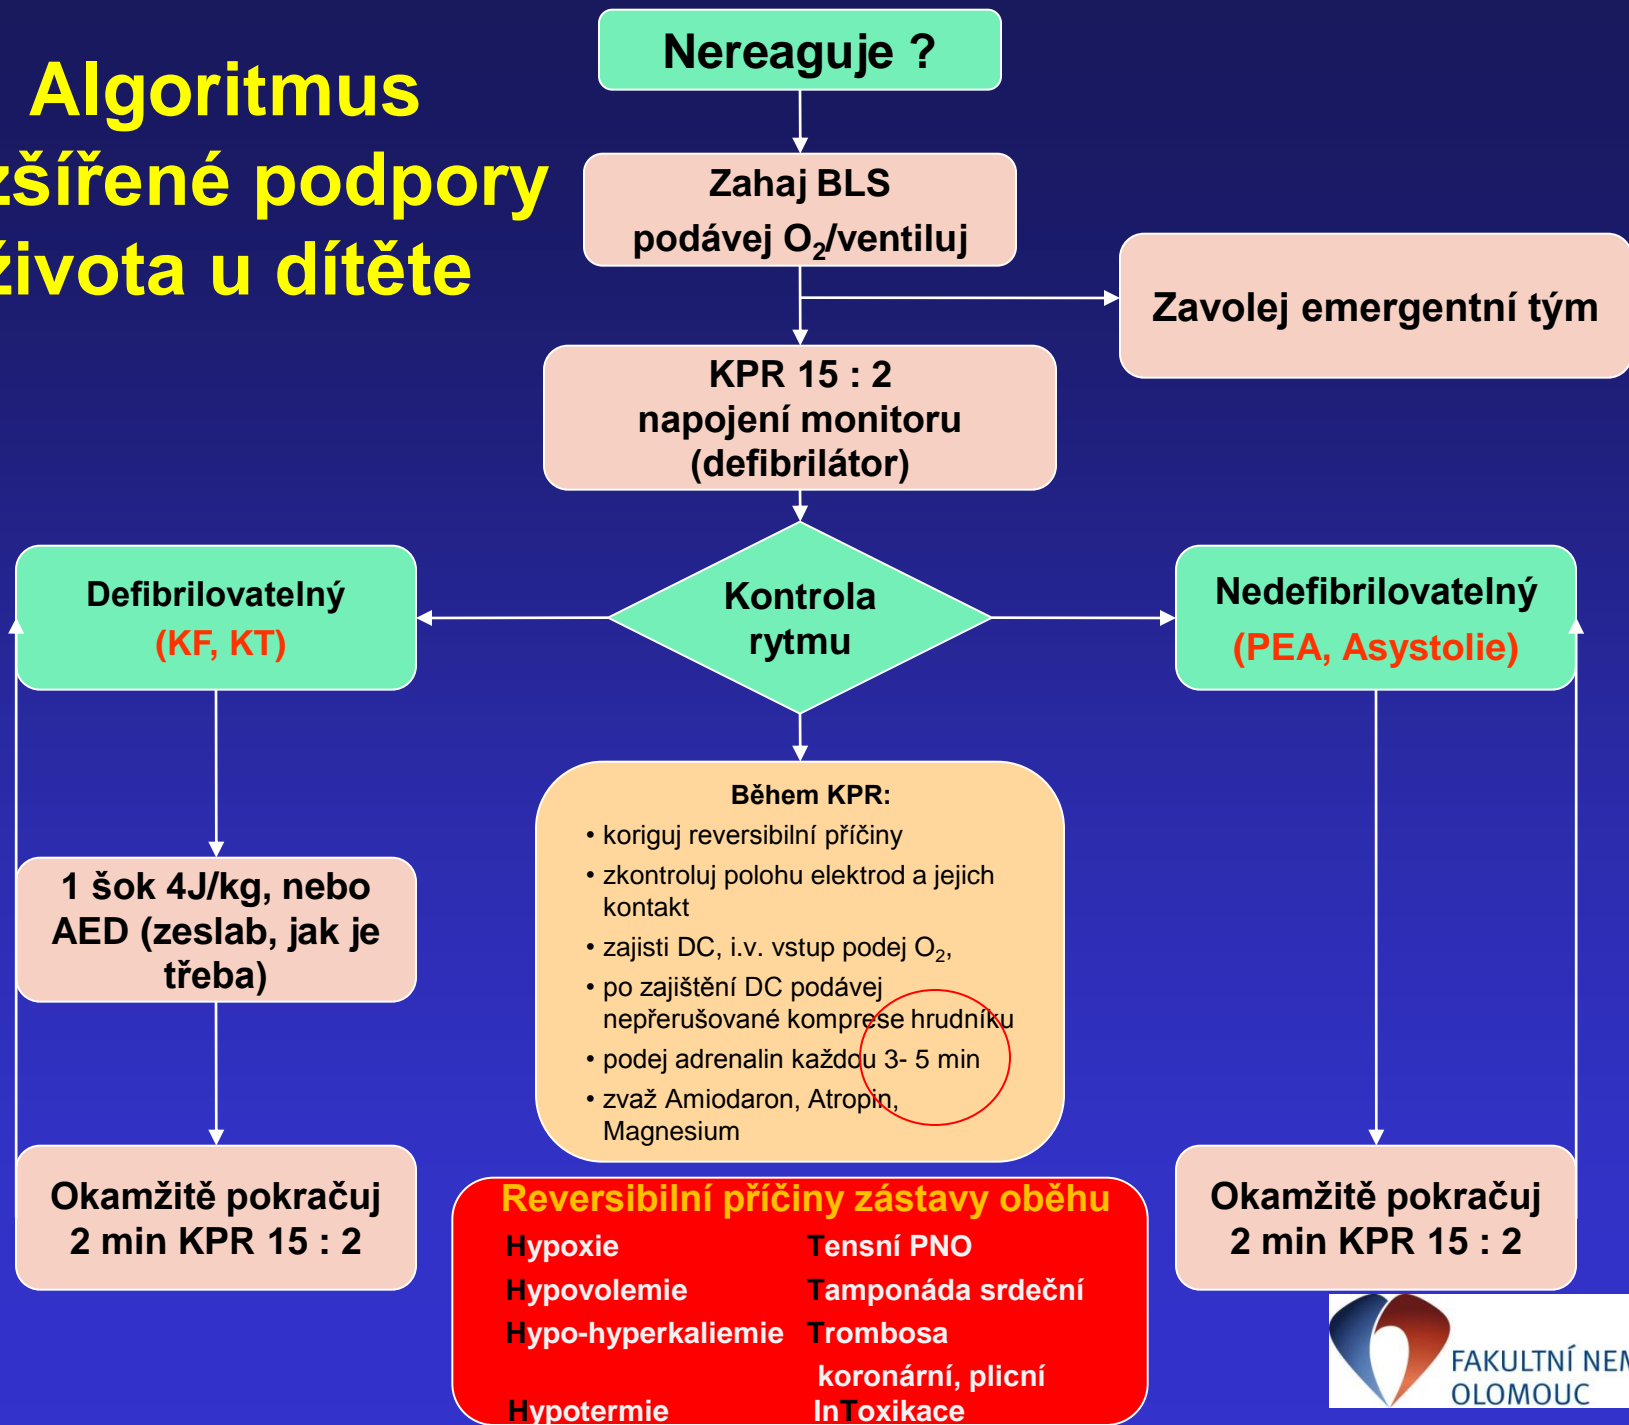 Algoritmus
zšířené podpory
života u dítěte
Nereaguje ?
Zahaj BLS
podávej O₂/ventiluj
Zavolej emergentní tým
KPR 15 : 2
napojení monitoru
(defibrilátor)
Defibrilovatelný
(KF, KT)
Kontrola
rytmu
Nedefibrilovatelný
(PEA, Asystolie)
1 šok 4J/kg, nebo
AED (zeslab, jak je
třeba)
Okamžitě pokračuj
2 min KPR 15 : 2
Během KPR:
• koriguj reversibilní příčiny
• zkontroluj polohu elektrod a jejich
kontakt
• zajisti DC, i.v. vstup podej O₂,
• po zajištění DC podávej
nepřerušované komprese hrudníku
• podej adrenalin každou 3- 5 min
• zvaž Amiodaron, Atropin,
Magnesium
Okamžitě pokračuj
2 min KPR 15 : 2
Reversibilní příčiny zástavy oběhu
Hypoxie Tensní PNO
Hypovolemie Tamponáda srdeční
Hypo-hyperkaliemie Trombosa
koronární, plicní
Hypotermie InToxikace
FAKULTNÍ NEM
OLOMOUC